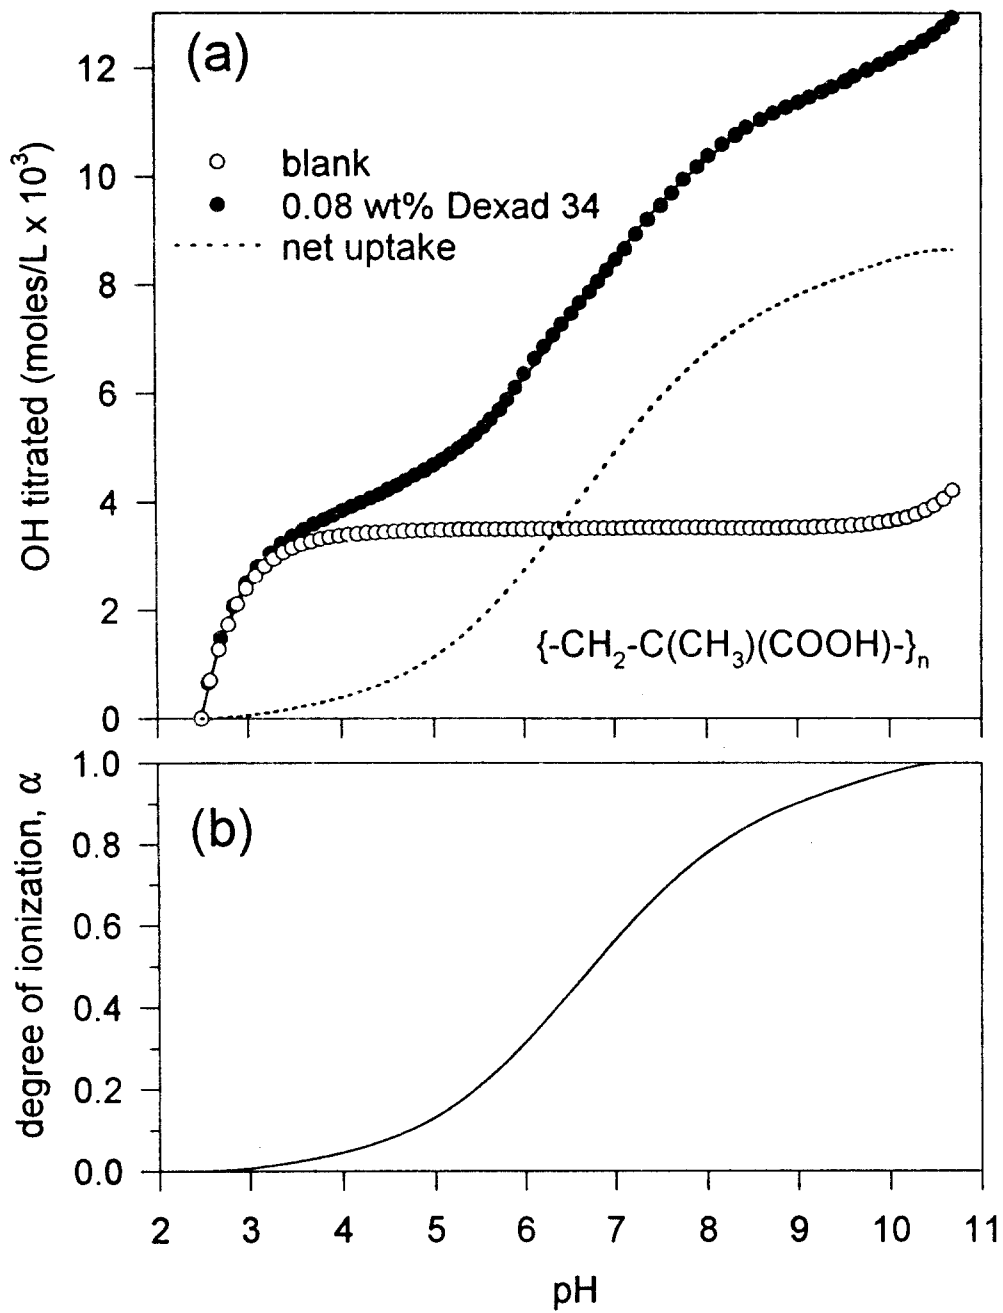 (a)
12
10
8
6
4
2
0
OH titrated (moles/L x 10³)
blank
0.08 wt% Dexad 34
net uptake
{-CH₂-C(CH₃)(COOH)-}ₙ
(b)
1.0
0.8
0.6
0.4
0.2
0.0
degree of ionization, α
2 3 4 5 6 7 8 9 10 11
pH